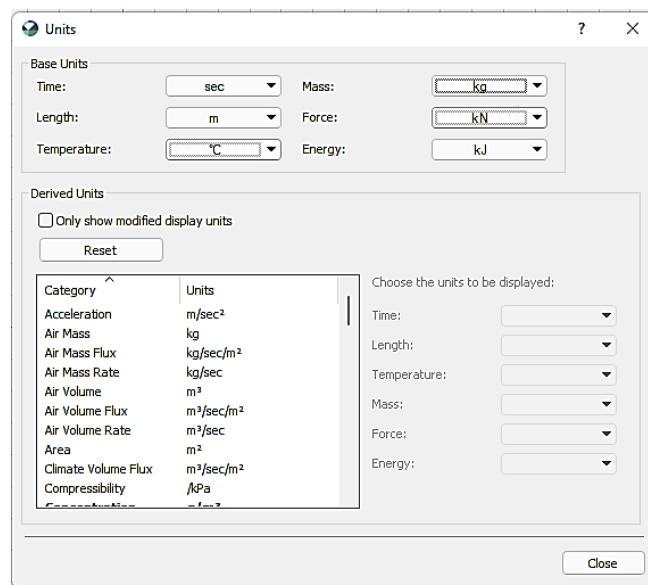 Units
? ×
Base Units
Time: sec Mass: kg
Length: m Force: kN
Temperature: °C Energy: kJ
Derived Units
Only show modified display units
Reset
Choose the units to be displayed:
Category Units
Acceleration m/sec²
Air Mass kg
Air Mass Flux kg/sec/m²
Air Mass Rate kg/sec
Air Volume m³
Air Volume Flux m³/sec/m²
Air Volume Rate m³/sec
Area m²
Climate Volume Flux m³/sec/m²
Compressibility /kPa
Time:
Length:
Temperature:
Mass:
Force:
Energy:
Close